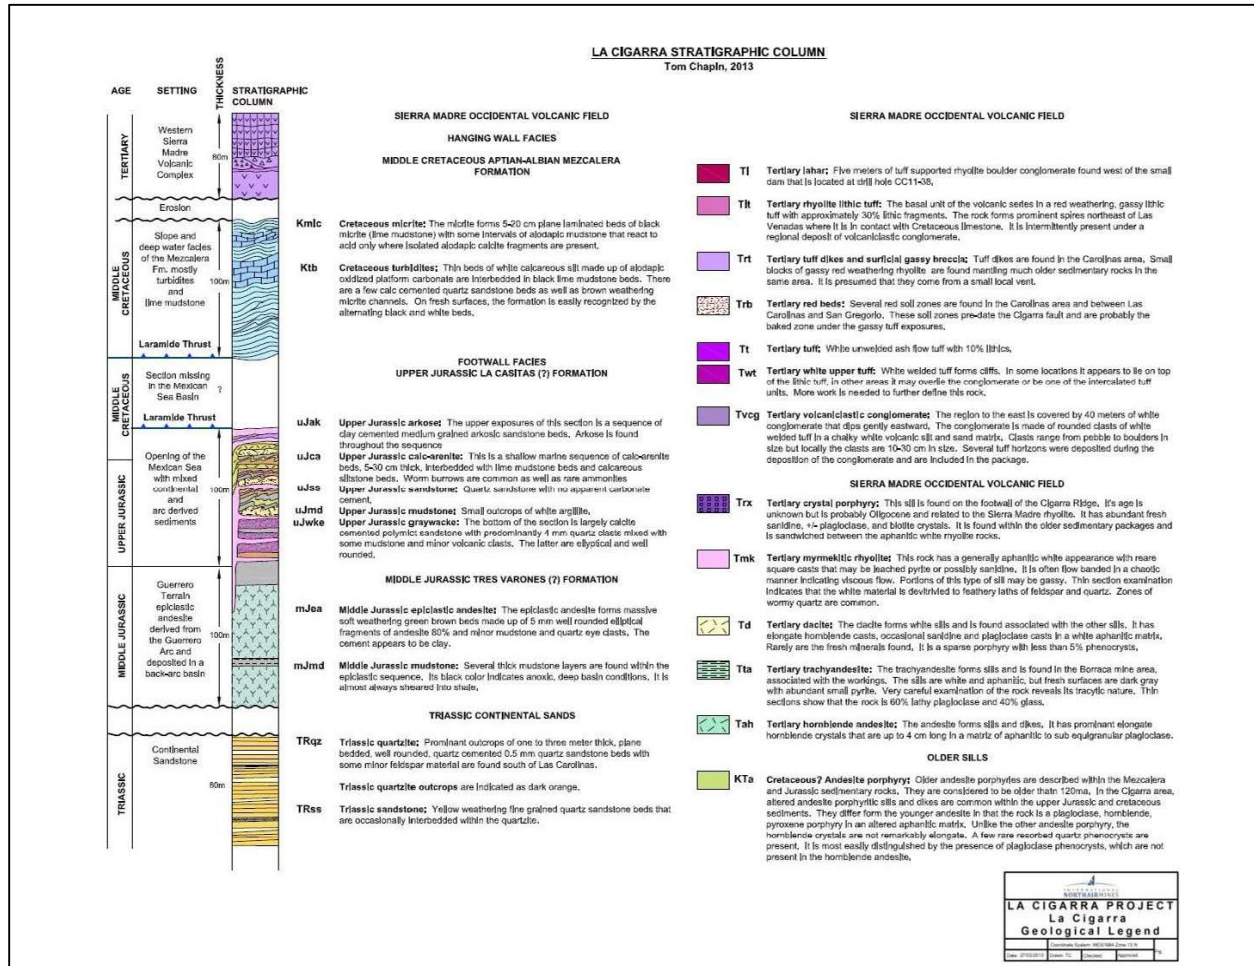 LA CIGARRA STRATIGRAPHIC COLUMN
Tom Chapin, 2013
AGE
SETTING
THICKNESS
STRATIGRAPHIC
COLUMN
TERTIARY
Western
Sierra
Madre
Volcanic
Complex
80m
Erosion
MIDDLE
CRETACEOUS
Slope and
deep water facies
of the Mezcalera
Fm. mostly
turbidites
and
lime mudstone
100m
Laramide Thrust
MIDDLE
CRETACEOUS
Section missing
in the Mexican
Sea Basin
?
Laramide Thrust
UPPER JURASSIC
Opening of the
Mexican Sea
with mixed
continental
and
arc derived
sediments
100m
MIDDLE JURASSIC
Guerrero
Terrain
epiclastic
andesite
derived from
the Guerrero
Arc and
deposited in a
back-arc basin
100m
TRIASSIC
Continental
Sandstone
60m
SIERRA MADRE OCCIDENTAL VOLCANIC FIELD
HANGING WALL FACIES
MIDDLE CRETACEOUS APTIAN-ALBIAN MEZCALERA
FORMATION
Kmic Cretaceous micrite: The micrite forms 5-20 cm plane laminated beds of black
micrite (lime mudstone) with some intervals of alodapic mudstone that react to
acid only where isolated alodapic calcite fragments are present.
Ktb Cretaceous turbidites: Thin beds of white calcareous silt made up of alodapic
oxidized platform carbonate are interbedded in black lime mudstone beds. There
are a few calc cemented quartz sandstone beds as well as brown weathering
micrite channels. On fresh surfaces, the formation is easily recognized by the
alternating black and white beds.
FOOTWALL FACIES
UPPER JURASSIC LA CASITAS (?) FORMATION
uJak Upper Jurassic arkose: The upper exposures of this section is a sequence of
clay cemented medium grained arkosic sandstone beds. Arkose is found
throughout the sequence
uJca Upper Jurassic calc-arenite: This is a shallow marine sequence of calc-arenite
beds, 5-30 cm thick, interbedded with lime mudstone beds and calcareous
siltstone beds. Worm burrows are common as well as rare ammonites
uJss Upper Jurassic sandstone: Quartz sandstone with no apparent carbonate
cement.
uJmd Upper Jurassic mudstone: Small outcrops of white argillite.
uJwke Upper Jurassic graywacke: The bottom of the section is largely calcite
cemented polymict sandstone with predominantly 4 mm quartz clasts mixed with
some mudstone and minor volcanic clasts. The latter are elliptical and well
rounded.
MIDDLE JURASSIC TRES VARONES (?) FORMATION
mJea Middle Jurassic epiclastic andesite: The epiclastic andesite forms massive
soft weathering green brown beds made up of 5 mm well rounded elliptical
fragments of andesite 80% and minor mudstone and quartz eye clasts. The
cement appears to be clay.
mJmd Middle Jurassic mudstone: Several thick mudstone layers are found within the
epiclastic sequence. Its black color indicates anoxic, deep basin conditions. It is
almost always sheared into shale.
TRIASSIC CONTINENTAL SANDS
TRqz Triassic quartzite: Prominant outcrops of one to three meter thick, plane
bedded, well rounded, quartz cemented 0.5 mm quartz sandstone beds with
some minor feldspar material are found south of Las Carolinas.
Triassic quartzite outcrops are indicated as dark orange.
TRss Triassic sandstone: Yellow weathering fine grained quartz sandstone beds that
are occasionally interbedded within the quartzite.
SIERRA MADRE OCCIDENTAL VOLCANIC FIELD
Tl Tertiary lahar: Five meters of tuff supported rhyolite boulder conglomerate found west of the small
dam that is located at drill hole CC11-38.
Tlt Tertiary rhyolite lithic tuff: The basal unit of the volcanic series in a red weathering, gassy lithic
tuff with approximately 30% lithic fragments. The rock forms prominent spires northeast of Las
Venadas where it is in contact with Cretaceous limestone. It is intermittently present under a
regional deposit of volcaniclastic conglomerate.
Trt Tertiary tuff dikes and surficial gassy breccia: Tuff dikes are found in the Carolinas area. Small
blocks of gassy red weathering rhyolite are found mantling much older sedimentary rocks in the
same area. It is presumed that they come from a small local vent.
Trb Tertiary red beds: Several red soil zones are found in the Carolinas area and between Las
Carolinas and San Gregorio. These soil zones pre-date the Cigarra fault and are probably the
baked zone under the gassy tuff exposures.
Tt Tertiary tuff: White unwelded ash flow tuff with 10% lithics.
Twt Tertiary white upper tuff: White welded tuff forms cliffs. In some locations it appears to lie on top
of the lithic tuff, in other areas it may overlie the conglomerate or be one of the intercalated tuff
units. More work is needed to further define this rock.
Tvcg Tertiary volcaniclastic conglomerate: The region to the east is covered by 40 meters of white
conglomerate that dips gently eastward. The conglomerate is made of rounded clasts of white
welded tuff in a chalky white volcanic silt and sand matrix. Clasts range from pebble to boulders in
size but locally the clasts are 10-30 cm in size. Several tuff horizons were deposited during the
deposition of the conglomerate and are included in the package.
SIERRA MADRE OCCIDENTAL VOLCANIC FIELD
Trx Tertiary crystal porphyry: This sill is found on the footwall of the Cigarra Ridge. It's age is
unknown but is probably Oligocene and related to the Sierra Madre rhyolite. It has abundant fresh
sanidine, +/- plagioclase, and biotite crystals. It is found within the older sedimentary packages and
is sandwiched between the aphanitic white rhyolite rocks.
Tmk Tertiary myrmekitic rhyolite: This rock has a generally aphanitic white appearance with reare
square casts that may be leached pyrite or possibly sanidine. It is often flow banded in a chaotic
manner indicating viscous flow. Portions of this type of sill may be gassy. Thin section examination
indicates that the white material is devitrivied to feathery laths of feldspar and quartz. Zones of
wormy quartz are common.
Td Tertiary dacite: The dacite forms white sills and is found associated with the other sills. It has
elongate hornblende casts, occasional sanidine and plagioclase casts in a white aphanitic matrix.
Rarely are the fresh minerals found. It is a sparse porphyry with less than 5% phenocrysts.
Tta Tertiary trachyandesite: The trachyandesite forms sills and is found in the Borraca mine area,
associated with the workings. The sills are white and aphanitic, but fresh surfaces are dark gray
with abundant small pyrite. Very careful examination of the rock reveals its tracytic nature. Thin
sections show that the rock is 60% lathy plagioclase and 40% glass.
Tah Tertiary hornblende andesite: The andesite forms sills and dikes. It has prominant elongate
hornblende crystals that are up to 4 cm long in a matriz of aphanitic to sub equigranular plagioclase.
OLDER SILLS
KTa Cretaceous? Andesite porphyry: Older andesite porphyries are described within the Mezcalera
and Jurassic sedimentary rocks. They are considered to be older thatn 120ma. In the Cigarra area,
altered andesite porphyritic sills and dikes are common within the upper Jurassic and cretaceous
sediments. They differ form the younger andesite in that the rock is a plagioclase, hornblende,
pyroxene porphyry in an altered aphanitic matrix. Unlike the other andesite porphyry, the
hornblende crystals are not remarkably elongate. A few rare resorbed quartz phenocrysts are
present. It is most easily distinguished by the presence of plagioclase phenocrysts, which are not
present in the hornblende andesite.
INTERNATIONAL
NORTHAIR MINES
LA CIGARRA PROJECT
La Cigarra
Geological Legend
Coordinate System: WGS1984 Zone 13 N
Drawn: TC
Checked:
Approved: